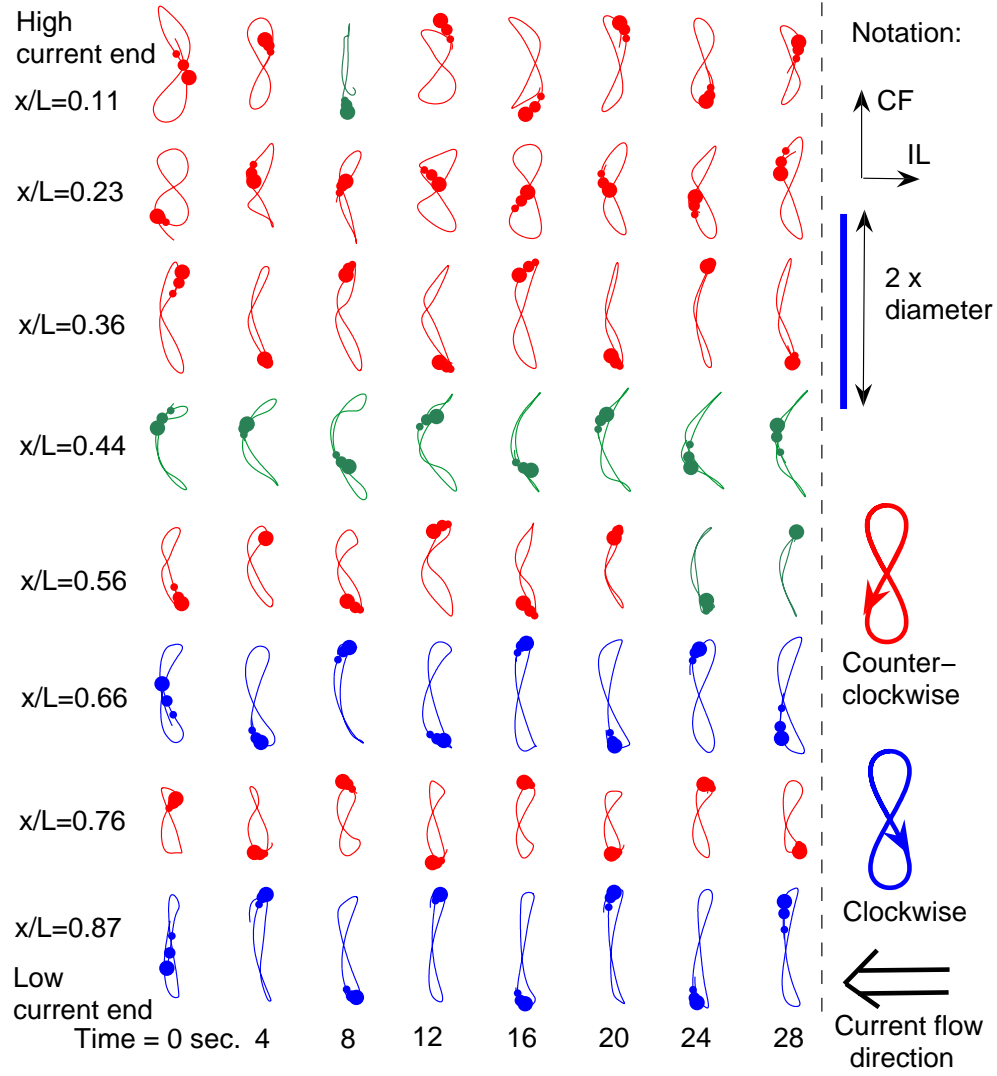 High
current end
x/L=0.11
x/L=0.23
x/L=0.36
x/L=0.44
x/L=0.56
x/L=0.66
x/L=0.76
x/L=0.87
Low
current end
Time = 0 sec. 4 8 12 16 20 24 28
Notation:
CF
IL
2 x
diameter
Counter−
clockwise
Clockwise
Current flow
direction